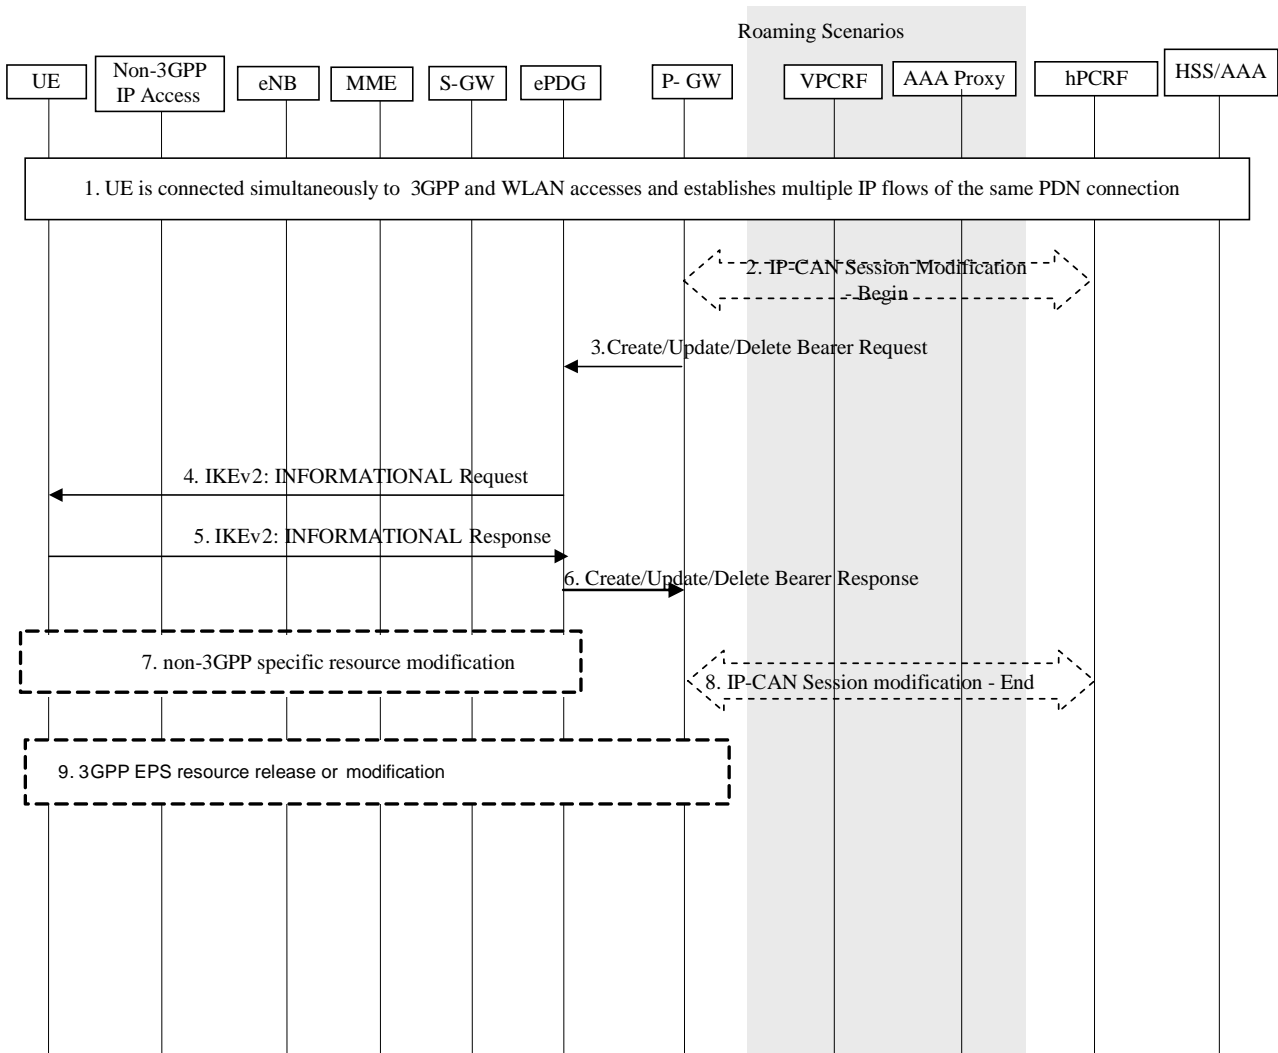 Roaming Scenarios
UE
Non-3GPP
IP Access
eNB
MME
S-GW
ePDG
P- GW
VPCRF
AAA Proxy
hPCRF
HSS/AAA
1. UE is connected simultaneously to  3GPP and WLAN accesses and establishes multiple IP flows of the same PDN connection
2. IP-CAN Session Modification
- Begin
3.Create/Update/Delete Bearer Request
4. IKEv2: INFORMATIONAL Request
5. IKEv2: INFORMATIONAL Response
6. Create/Update/Delete Bearer Response
7. non-3GPP specific resource modification
8. IP-CAN Session modification - End
9. 3GPP EPS resource release or modification